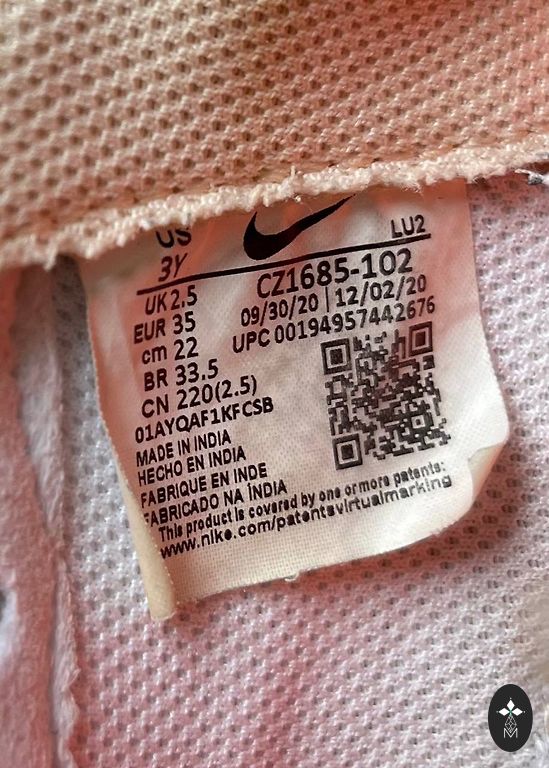 US
LU2
3Y
CZ1685-102
UK 2.5
09/30/20 | 12/02/20
EUR 35
UPC 00194957442676
cm 22
BR 33.5
CN 220(2.5)
01AYQAF1KFCSB
MADE IN INDIA
HECHO EN INDIA
FABRIQUE EN INDE
FABRICADO NA ÍNDIA
This product is covered by one or more patents:
www.nike.com/patentsvirtualmarking
M